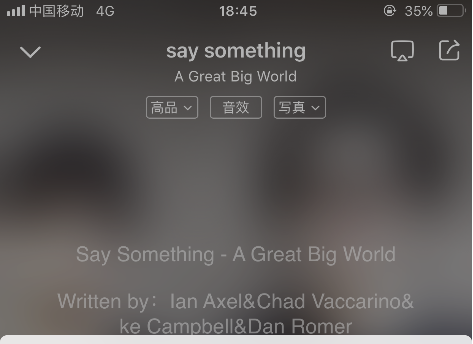 中国移动 4G 18:45 35%
say something
A Great Big World
高品 音效 写真
Say Something - A Great Big World
Written by：Ian Axel&Chad Vaccarino&
ke Campbell&Dan Romer